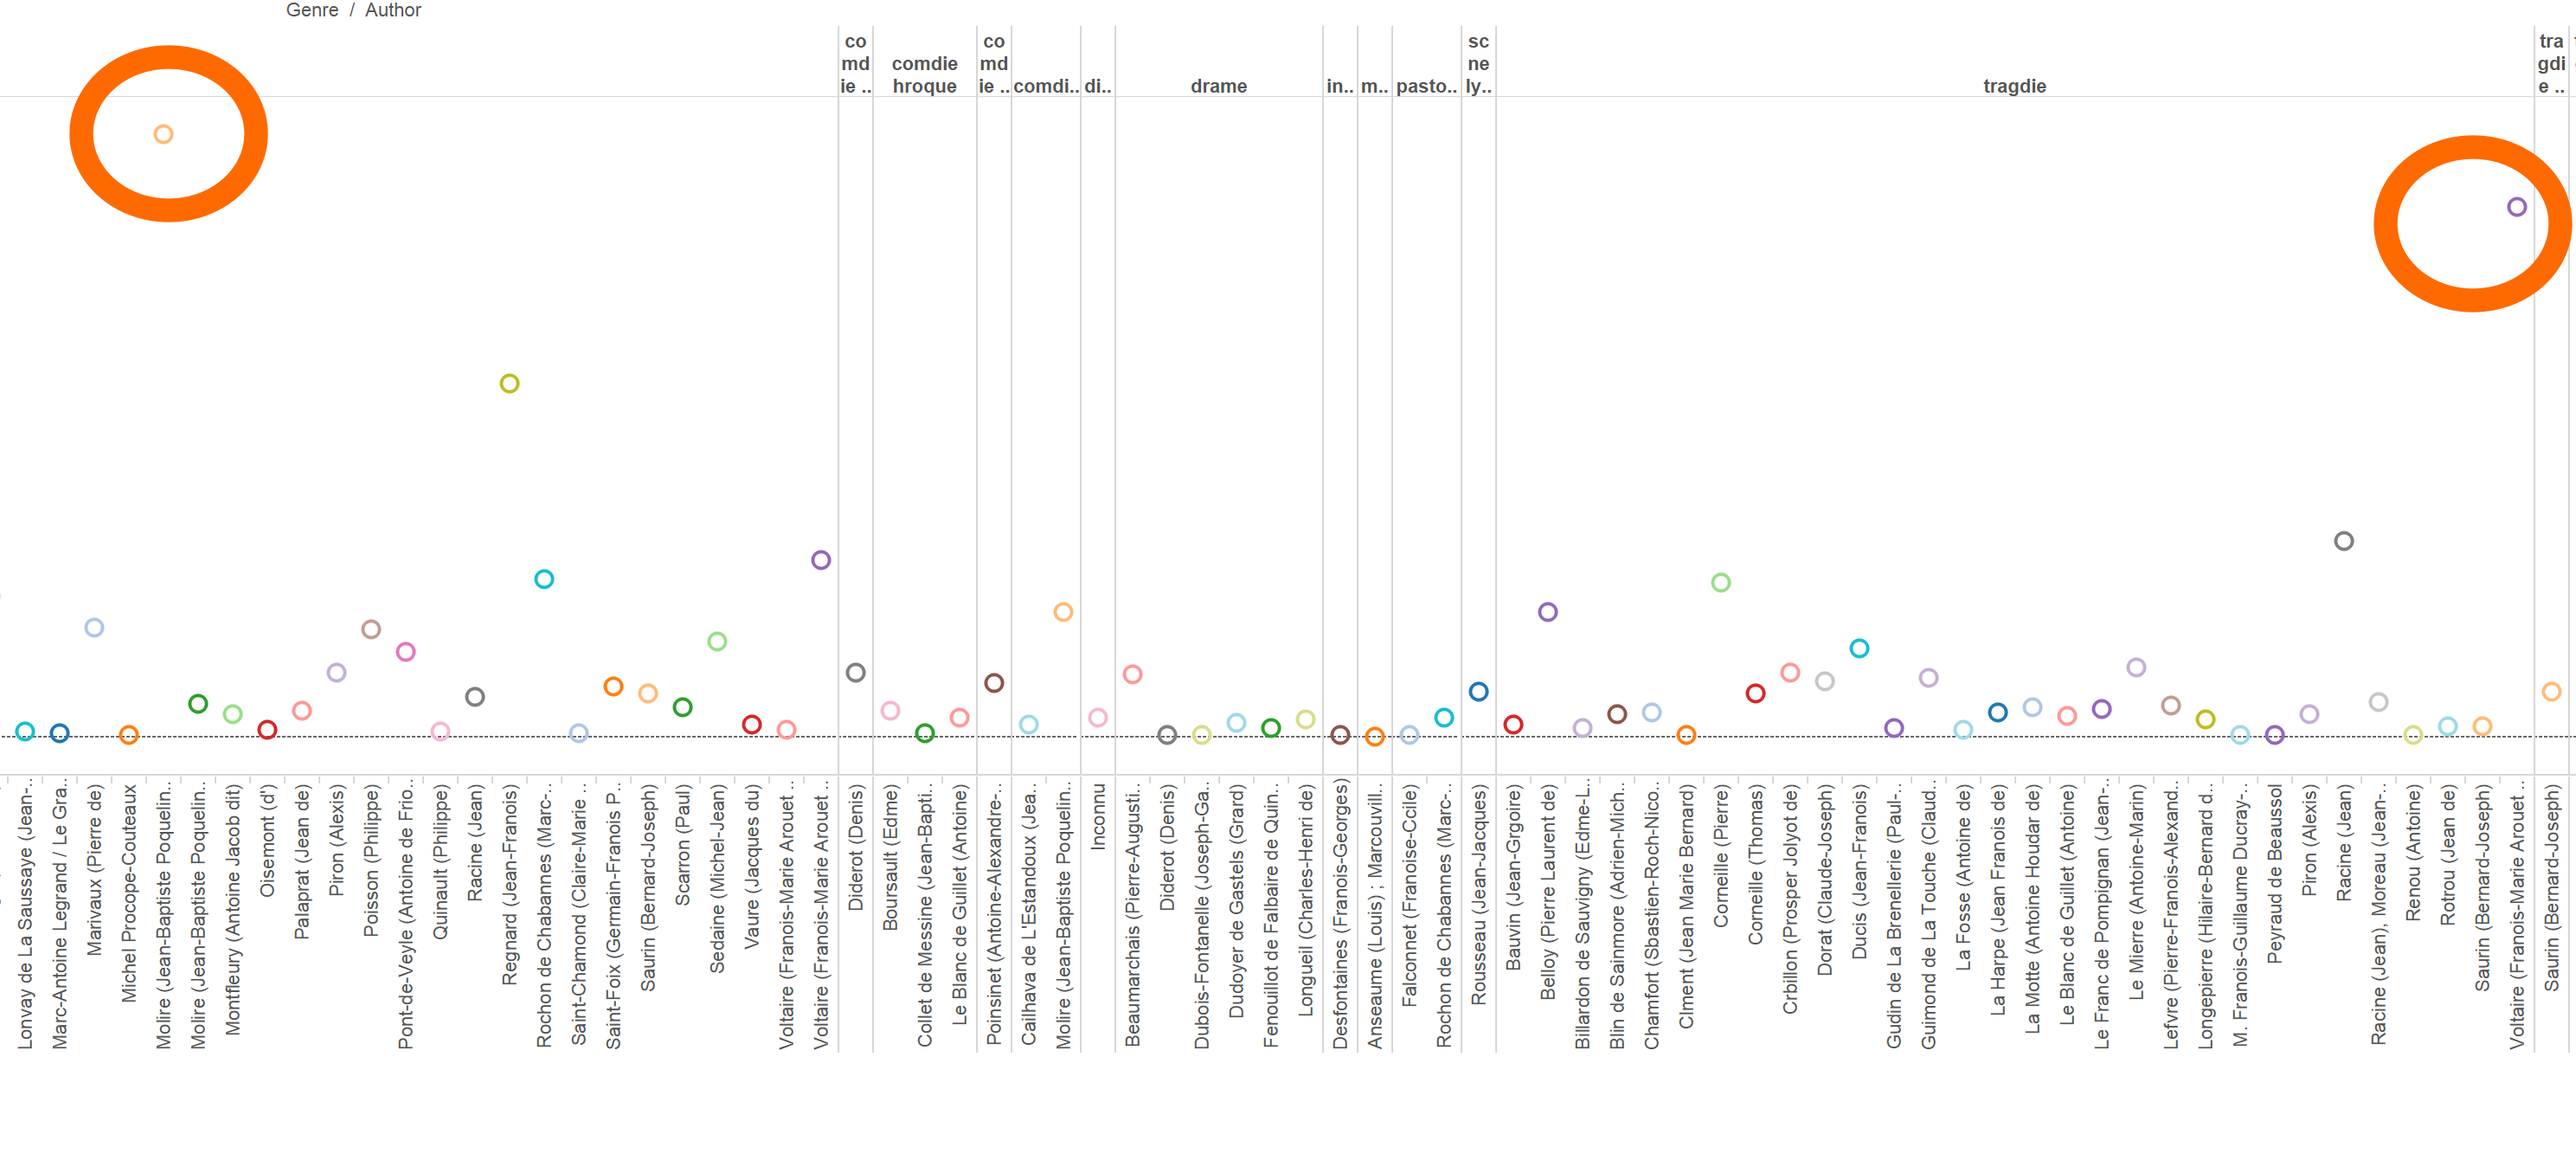 Genre / Author
co
md
ie ..
comdie
hroque
co
md
ie ..
comdi..
di..
drame
in..
m..
pasto..
sc
ne
ly..
tragdie
tra
gdi
e ..
Lonvay de La Saussaye (Jean-..
Marc-Antoine Legrand / Le Gra..
Marivaux (Pierre de)
Michel Procope-Couteaux
Molire (Jean-Baptiste Poquelin..
Molire (Jean-Baptiste Poquelin..
Montfleury (Antoine Jacob dit)
Oisemont (d')
Palaprat (Jean de)
Piron (Alexis)
Poisson (Philippe)
Pont-de-Veyle (Antoine de Frio..
Quinault (Philippe)
Racine (Jean)
Regnard (Jean-Franois)
Rochon de Chabannes (Marc-..
Saint-Chamond (Claire-Marie ..
Saint-Foix (Germain-Franois P..
Saurin (Bernard-Joseph)
Scarron (Paul)
Sedaine (Michel-Jean)
Vaure (Jacques du)
Voltaire (Franois-Marie Arouet ..
Voltaire (Franois-Marie Arouet ..
Diderot (Denis)
Boursault (Edme)
Collet de Messine (Jean-Bapti..
Le Blanc de Guillet (Antoine)
Poinsinet (Antoine-Alexandre-..
Cailhava de L'Estandoux (Jea..
Molire (Jean-Baptiste Poquelin..
Inconnu
Beaumarchais (Pierre-Augusti..
Diderot (Denis)
Dubois-Fontanelle (Joseph-Ga..
Dudoyer de Gastels (Grard)
Fenouillot de Falbaire de Quin..
Longueil (Charles-Henri de)
Desfontaines (Franois-Georges)
Anseaume (Louis) ; Marcouvill..
Falconnet (Franoise-Ccile)
Rochon de Chabannes (Marc-..
Rousseau (Jean-Jacques)
Bauvin (Jean-Grgoire)
Belloy (Pierre Laurent de)
Billardon de Sauvigny (Edme-L..
Blin de Sainmore (Adrien-Mich..
Chamfort (Sbastien-Roch-Nico..
Clment (Jean Marie Bernard)
Corneille (Pierre)
Corneille (Thomas)
Crbillon (Prosper Jolyot de)
Dorat (Claude-Joseph)
Ducis (Jean-Franois)
Gudin de La Brenellerie (Paul-..
Guimond de La Touche (Claud..
La Fosse (Antoine de)
La Harpe (Jean Franois de)
La Motte (Antoine Houdar de)
Le Blanc de Guillet (Antoine)
Le Franc de Pompignan (Jean-..
Le Mierre (Antoine-Marin)
Lefvre (Pierre-Franois-Alexand..
Longepierre (Hilaire-Bernard d..
M. Franois-Guillaume Ducray-..
Peyraud de Beaussol
Piron (Alexis)
Racine (Jean)
Racine (Jean), Moreau (Jean-..
Renou (Antoine)
Rotrou (Jean de)
Saurin (Bernard-Joseph)
Voltaire (Franois-Marie Arouet ..
Saurin (Bernard-Joseph)